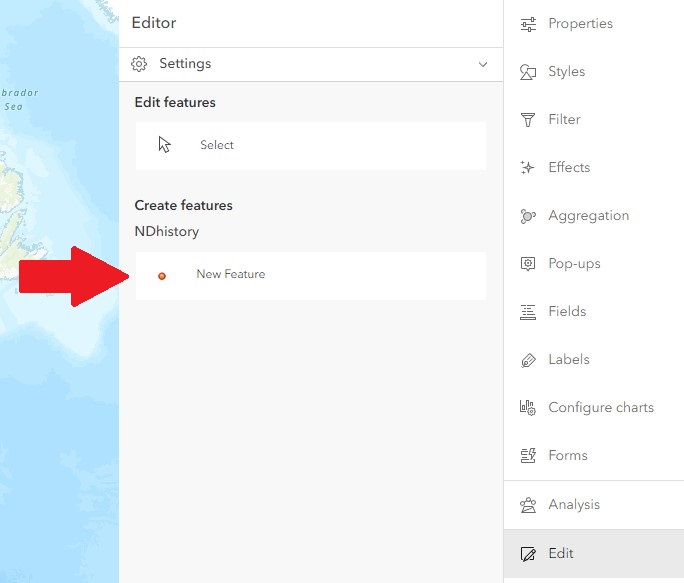 Editor
Settings
Edit features
Select
Create features
NDhistory
New Feature
Properties
Styles
Filter
Effects
Aggregation
Pop-ups
Fields
Labels
Configure charts
Forms
Analysis
Edit
brador
Sea